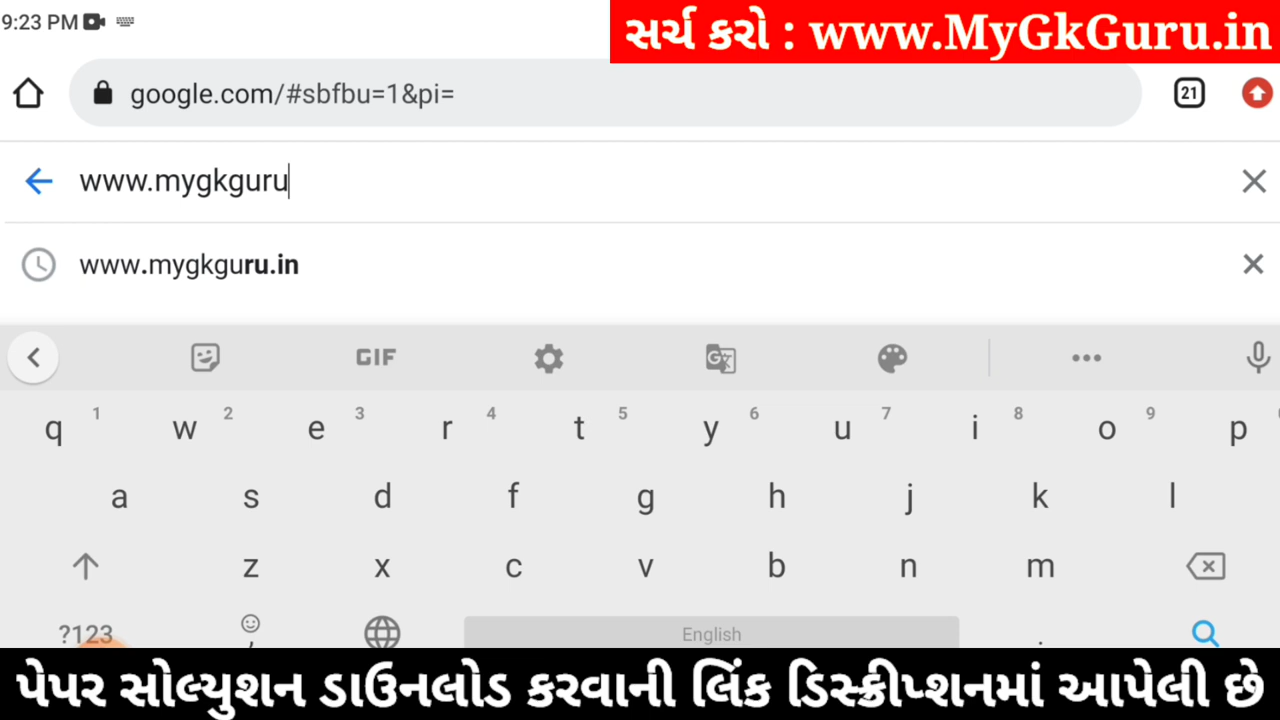 9:23 PM
સર્ચ કરો : www.MyGkGuru.in
google.com/#sbfbu=1&pi=
21
www.mygkguru
www.mygkguru.in
GIF
q 1 w 2 e 3 r 4 t 5 y 6 u 7 i 8 o 9 p
a s d f g h j k l
z x c v b n m
?123 , English .
પેપર સોલ્યુશન ડાઉનલોડ કરવાની લિંક ડિસ્ક્રીપ્શનમાં આપેલી છે